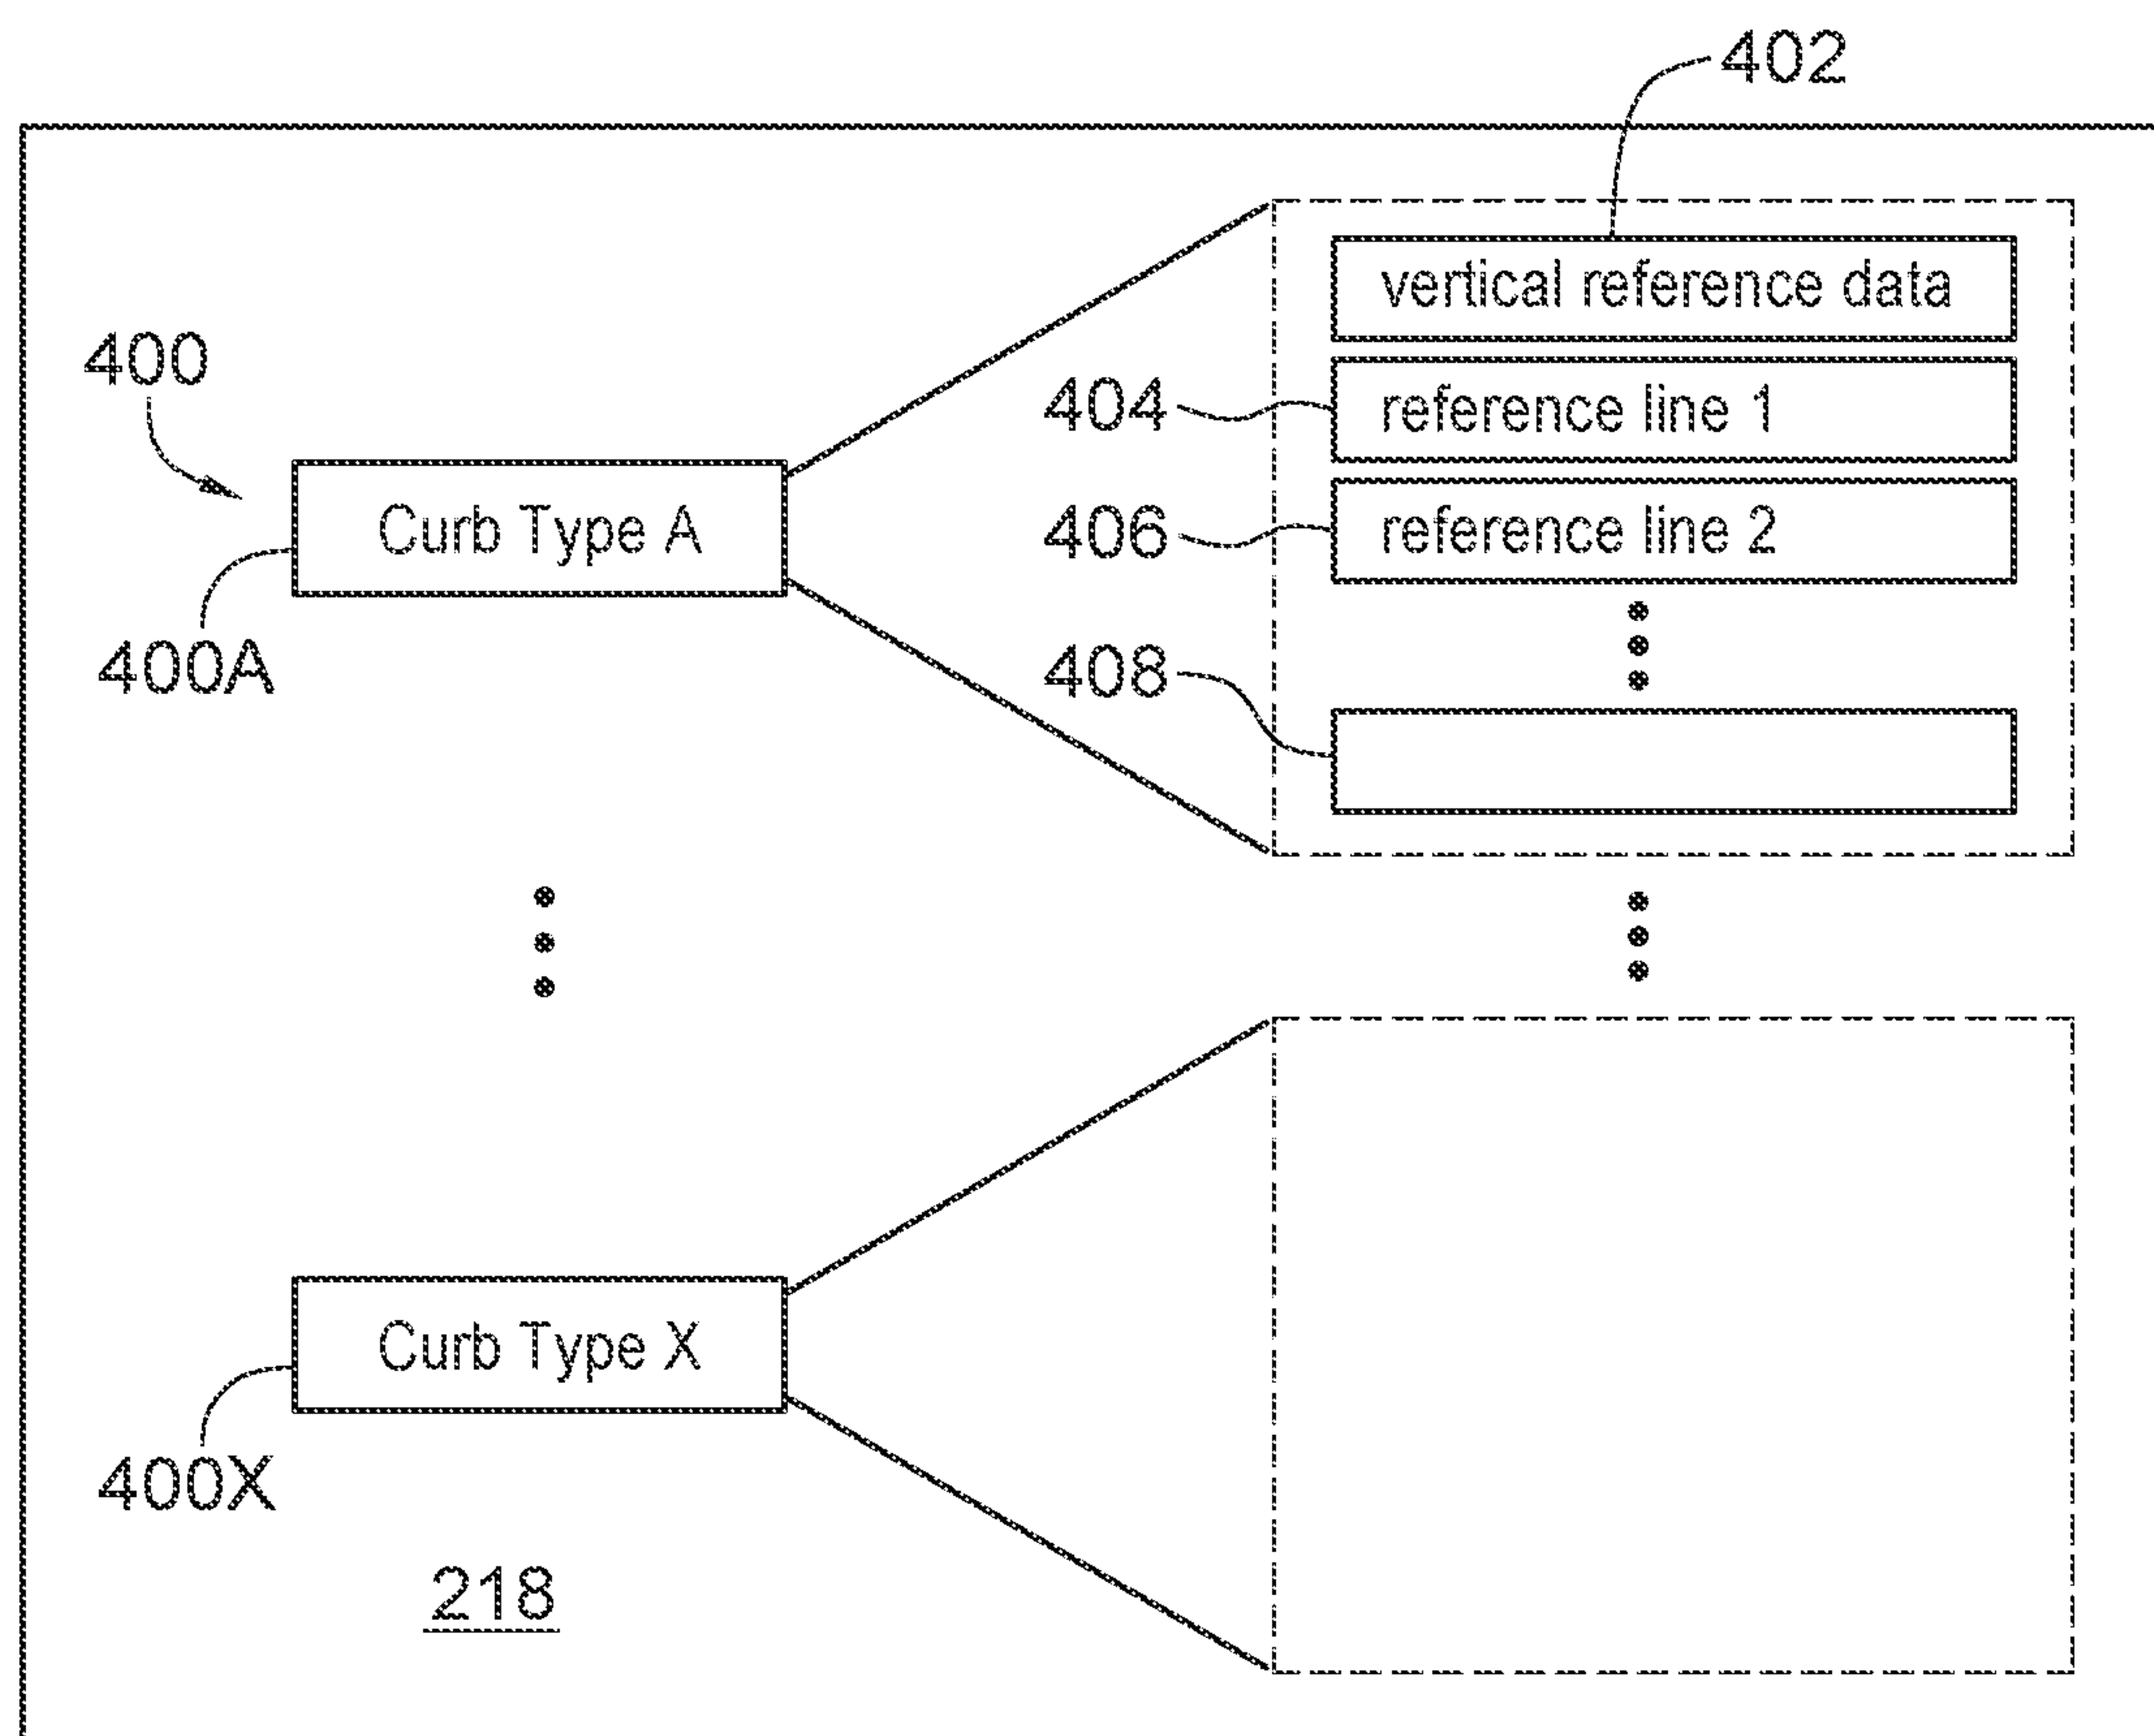 402
vertical reference data
400
404
reference line 1
Curb Type A
406
reference line 2
400A
408
Curb Type X
400X
218